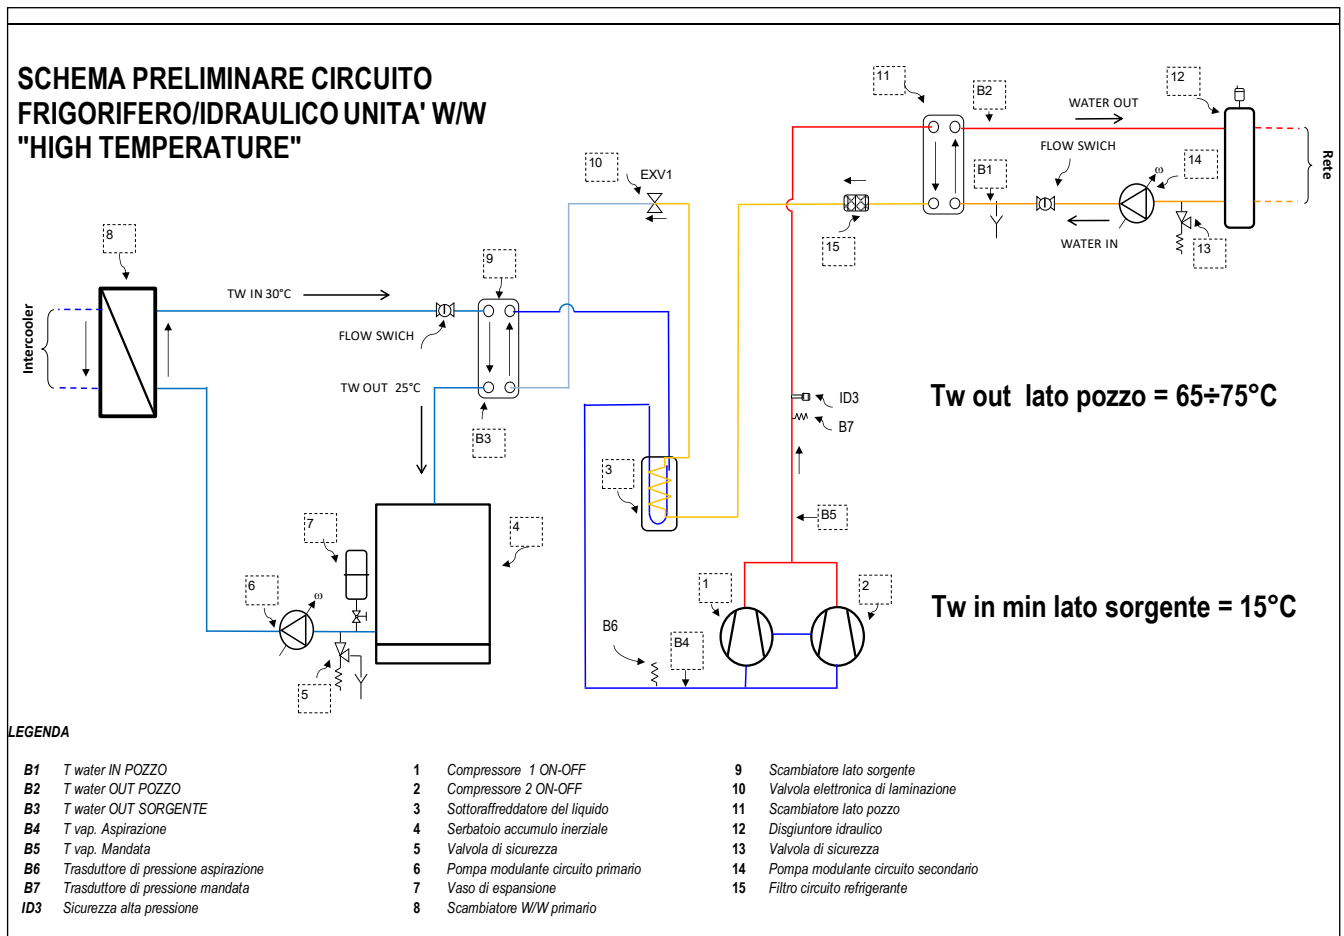 SCHEMA PRELIMINARE CIRCUITO
FRIGORIFERO/IDRAULICO UNITA' W/W
"HIGH TEMPERATURE"
11
B2
12
WATER OUT
FLOW SWICH
10
EXV1
B1
14
ω
Rete
15
WATER IN
13
8
9
TW IN 30°C
Intercooler
FLOW SWICH
TW OUT 25°C
B3
ID3
B7
Tw out lato pozzo = 65÷75°C
3
B5
7
4
6
ω
1
2
Tw in min lato sorgente = 15°C
B6
B4
5
LEGENDA
B1 T water IN POZZO
B2 T water OUT POZZO
B3 T water OUT SORGENTE
B4 T vap. Aspirazione
B5 T vap. Mandata
B6 Trasduttore di pressione aspirazione
B7 Trasduttore di pressione mandata
ID3 Sicurezza alta pressione
1 Compressore 1 ON-OFF
2 Compressore 2 ON-OFF
3 Sottoraffreddatore del liquido
4 Serbatoio accumulo inerziale
5 Valvola di sicurezza
6 Pompa modulante circuito primario
7 Vaso di espansione
8 Scambiatore W/W primario
9 Scambiatore lato sorgente
10 Valvola elettronica di laminazione
11 Scambiatore lato pozzo
12 Disgiuntore idraulico
13 Valvola di sicurezza
14 Pompa modulante circuito secondario
15 Filtro circuito refrigerante